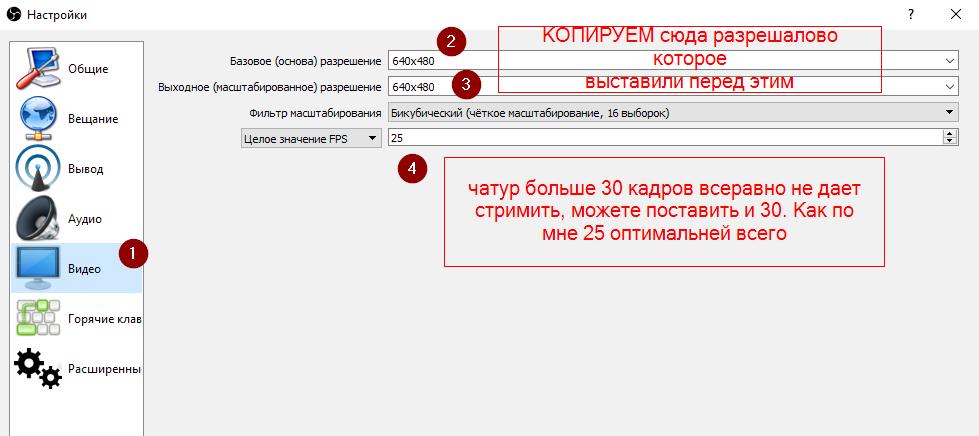 Настройки
?
Общие
Вещание
Вывод
Аудио
Видео
Горячие клав
Расширенны
1
2
Базовое (основа) разрешение 640x480
3
Выходное (масштабированное) разрешение 640x480
Фильтр масштабирования Бикубический (чёткое масштабирование, 16 выборок)
Целое значение FPS 25
4
КОПИРУЕМ сюда разрешалово
которое
выставили перед этим
чатур больше 30 кадров всеравно не дает
стримить, можете поставить и 30. Как по
мне 25 оптимальней всего